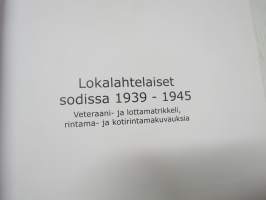 Lokalahtelaiset
sodissa 1939 - 1945
Veteraani- ja lottamatrikkeli,
rintama- ja kotirintamakuvauksia